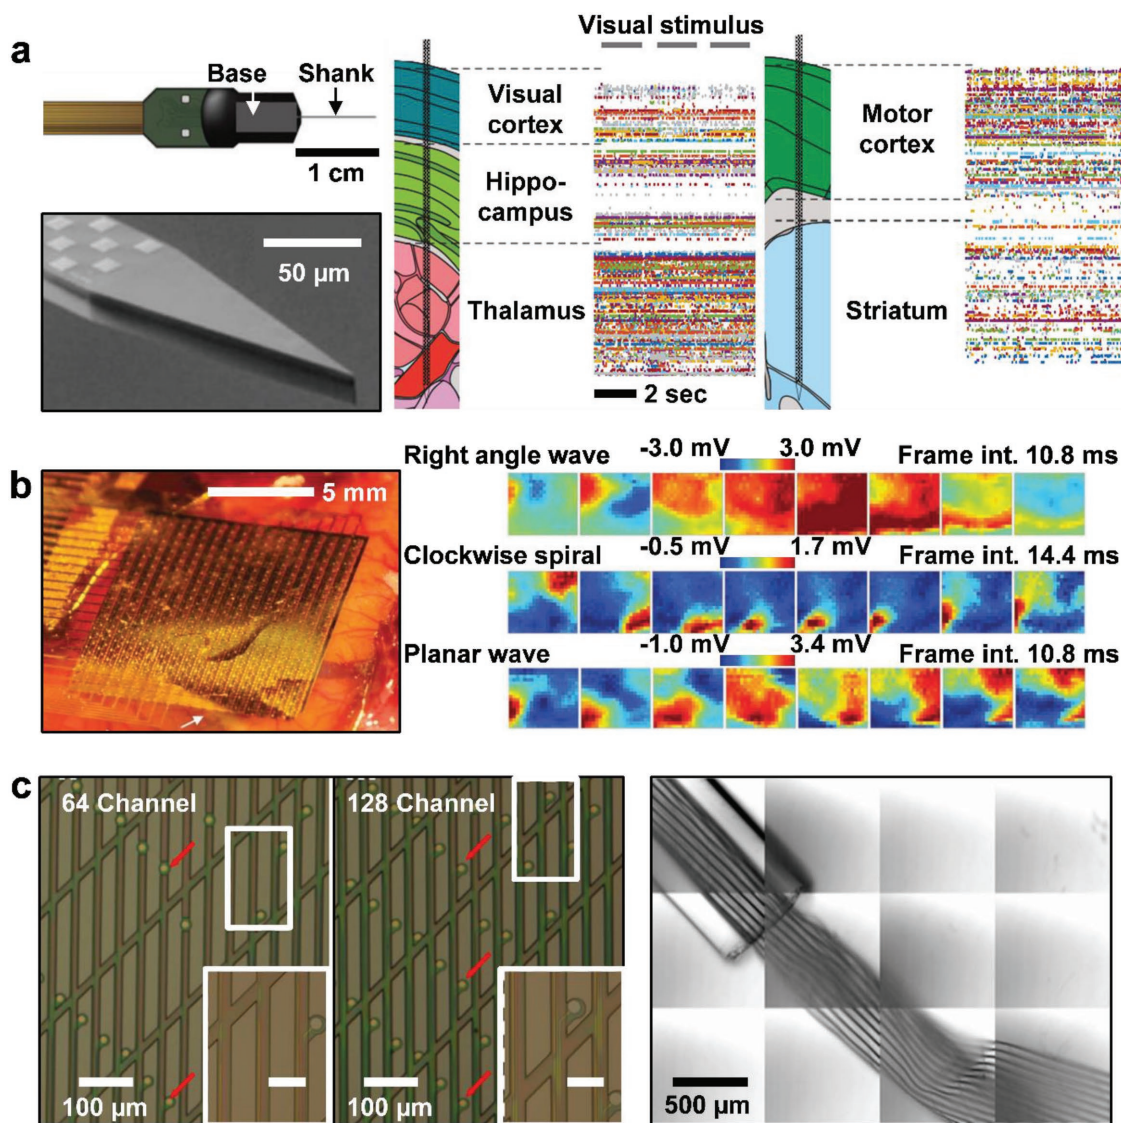 a
Visual stimulus
Base
Shank
1 cm
50 µm
Visual
cortex
Hippo-
campus
Thalamus
2 sec
Motor
cortex
Striatum
b
5 mm
Right angle wave
-3.0 mV
3.0 mV
Frame int. 10.8 ms
Clockwise spiral
-0.5 mV
1.7 mV
Frame int. 14.4 ms
Planar wave
-1.0 mV
3.4 mV
Frame int. 10.8 ms
c
64 Channel
100 µm
128 Channel
100 µm
500 µm